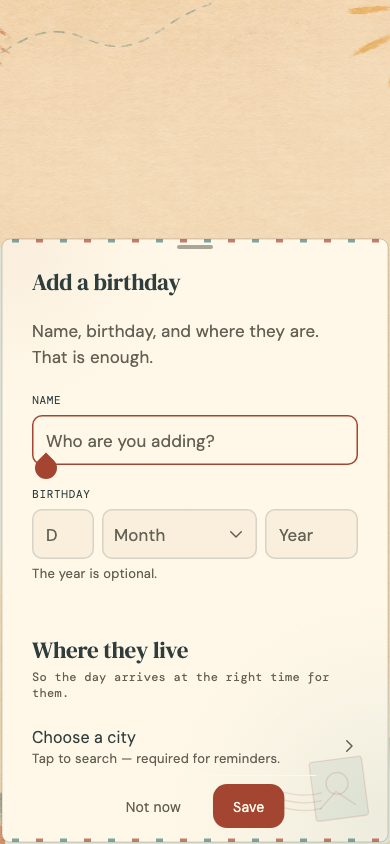 Add a birthday
Name, birthday, and where they are.
That is enough.
NAME
Who are you adding?
BIRTHDAY
D
Month
Year
The year is optional.
Where they live
So the day arrives at the right time for
them.
Choose a city
Tap to search — required for reminders.
Not now
Save